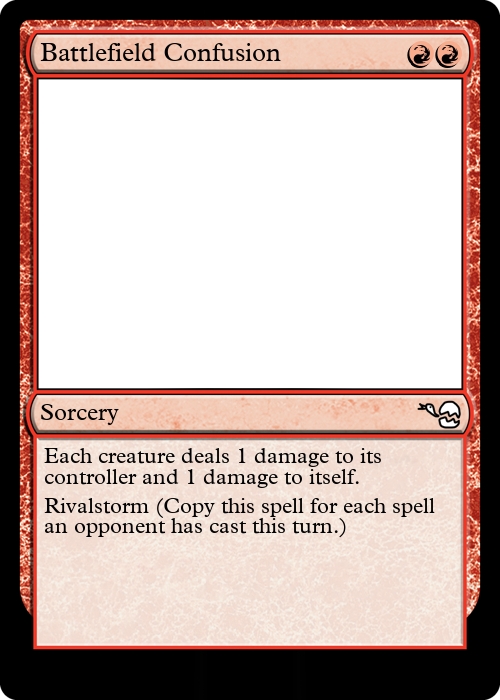 Battlefield Confusion
Sorcery
Each creature deals 1 damage to its
controller and 1 damage to itself.
Rivalstorm (Copy this spell for each spell
an opponent has cast this turn.)